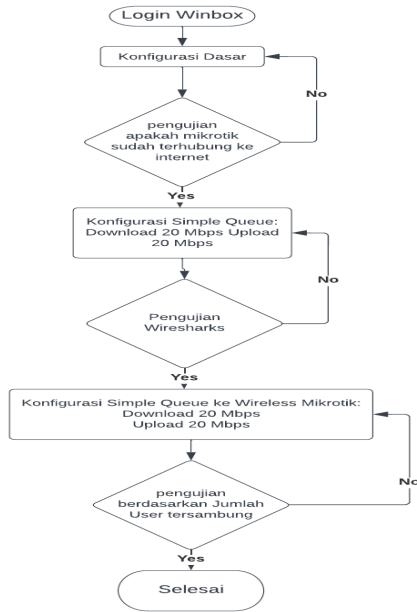 Login Winbox
Konfigurasi Dasar
No
pengujian
apakah mikrotik
sudah terhubung ke
internet
Yes
Konfigurasi Simple Queue:
Download 20 Mbps Upload
20 Mbps
No
Pengujian
Wiresharks
Yes
Konfigurasi Simple Queue ke Wireless Mikrotik:
Download 20 Mbps
Upload 20 Mbps
No
pengujian
berdasarkan Jumlah
User tersambung
Yes
Selesai